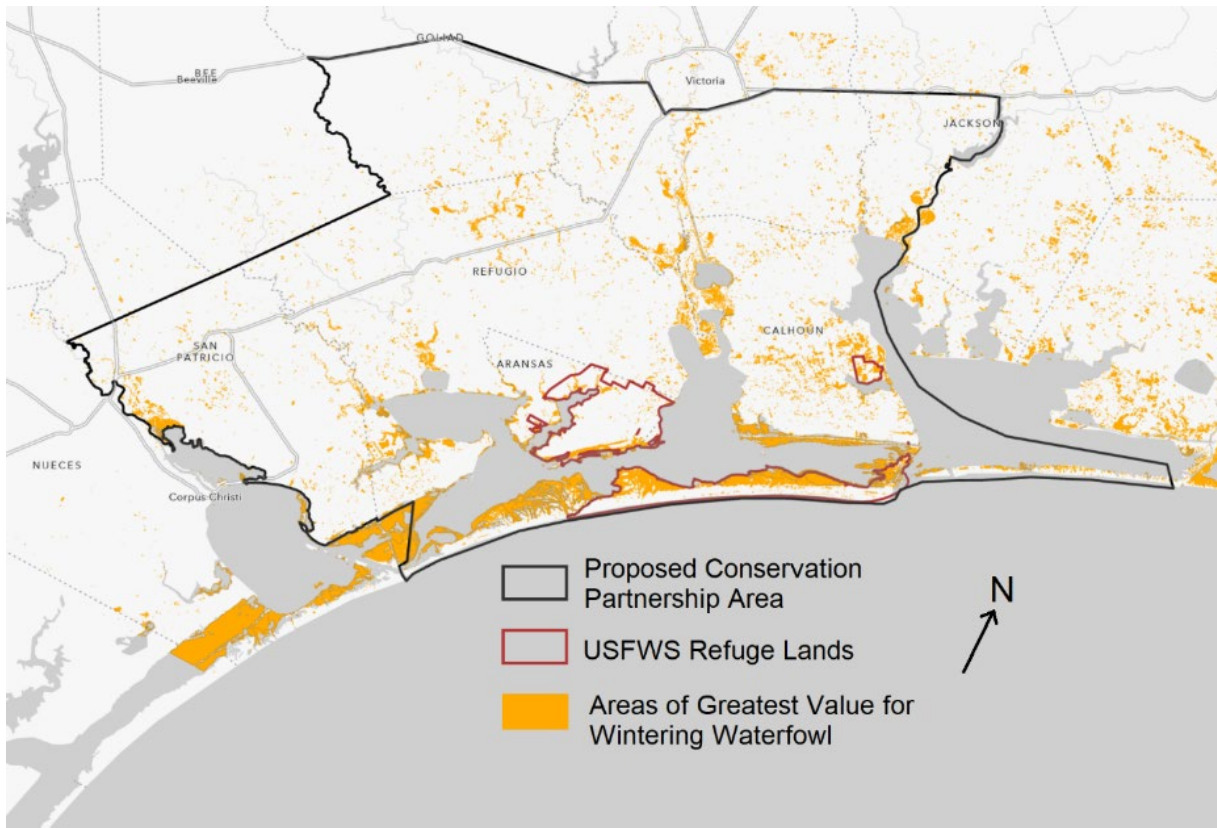 GOLIAD
BEE
Beeville
Victoria
JACKSON
REFUGIO
CALHOUN
SAN
PATRICIO
ARANSAS
NUECES
Corpus Christi
Proposed Conservation
Partnership Area
N
USFWS Refuge Lands
Areas of Greatest Value for
Wintering Waterfowl